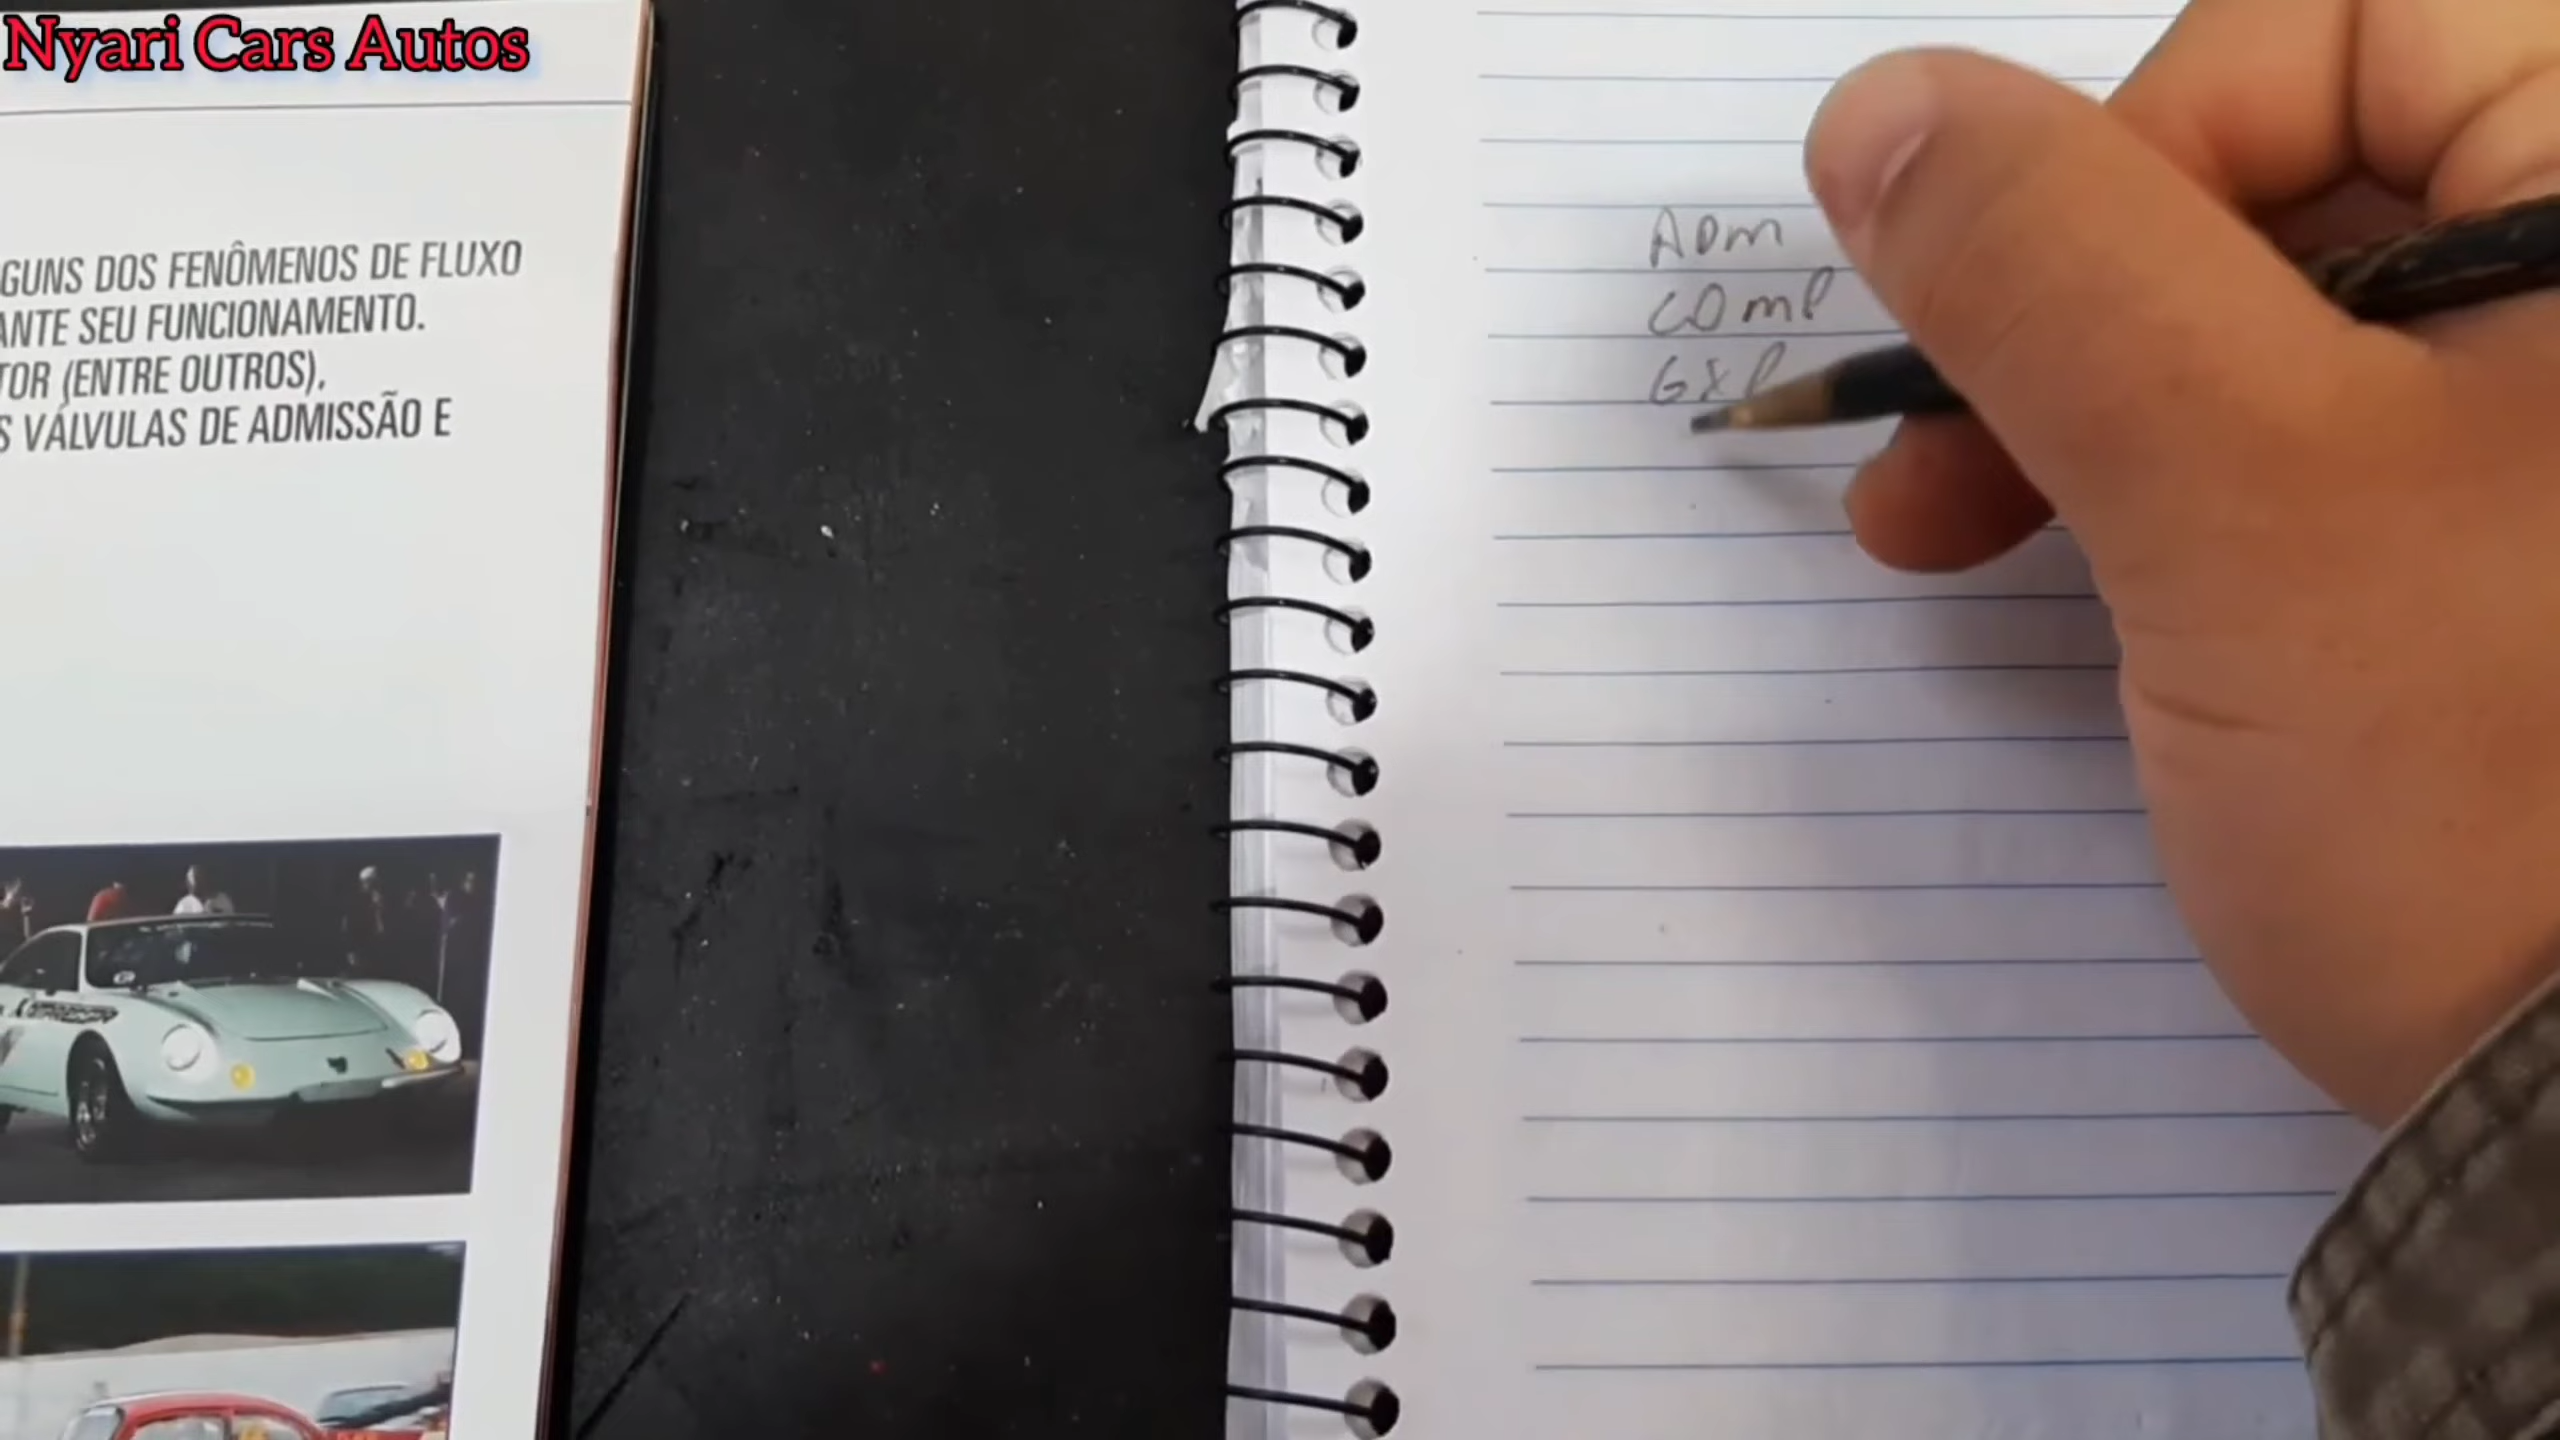 Nyari Cars Autos
GUNS DOS FENÔMENOS DE FLUXO
ANTE SEU FUNCIONAMENTO.
TOR (ENTRE OUTROS),
S VÁLVULAS DE ADMISSÃO E
ADM
COMP
EXP